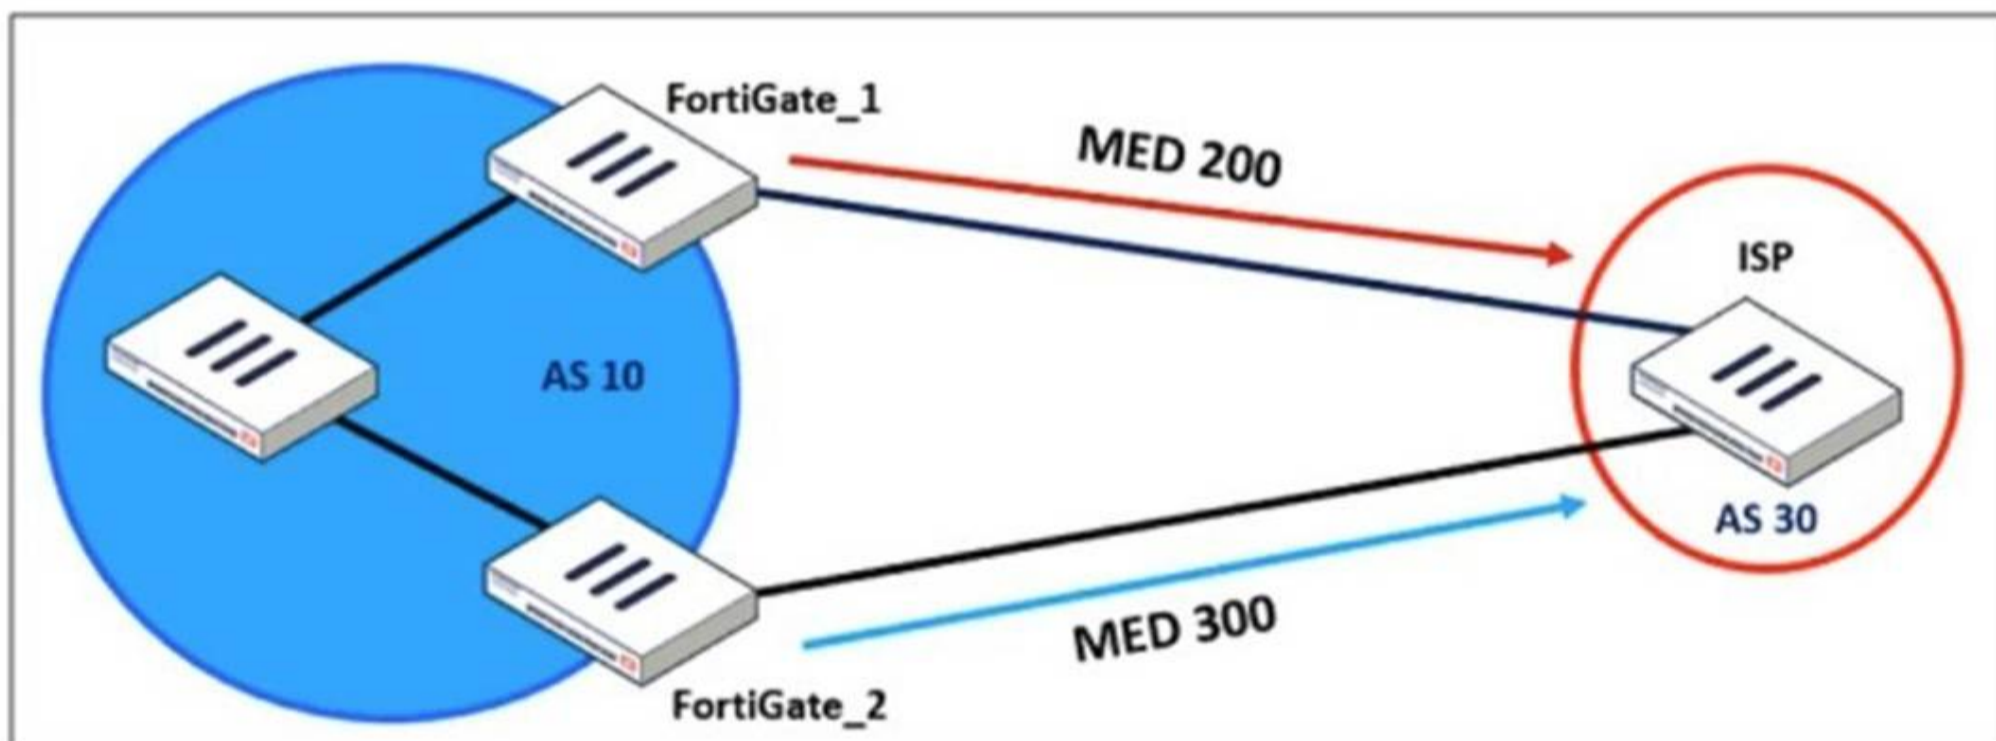 FortiGate_1
MED 200
ISP
AS 10
AS 30
MED 300
FortiGate_2